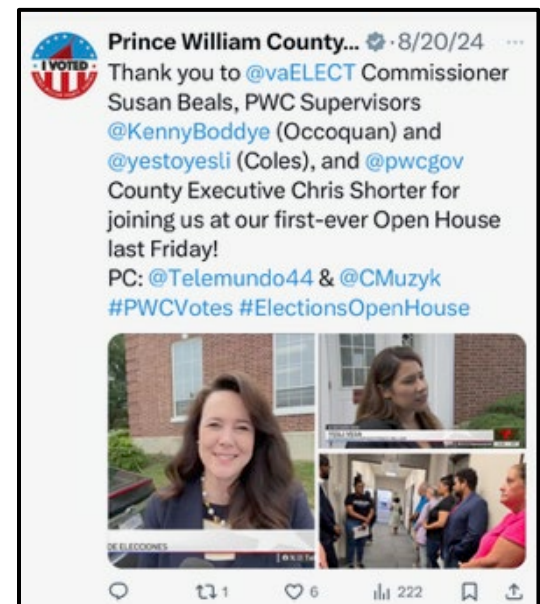 I VOTED
Prince William County... · 8/20/24 ...
Thank you to @vaELECT Commissioner
Susan Beals, PWC Supervisors
@KennyBoddye (Occoquan) and
@yestoyesli (Coles), and @pwcgov
County Executive Chris Shorter for
joining us at our first-ever Open House
last Friday!
PC: @Telemundo44 & @CMuzyk
#PWCVotes #ElectionsOpenHouse
YESLI VEGA
DE ELECCIONES
1
6
222